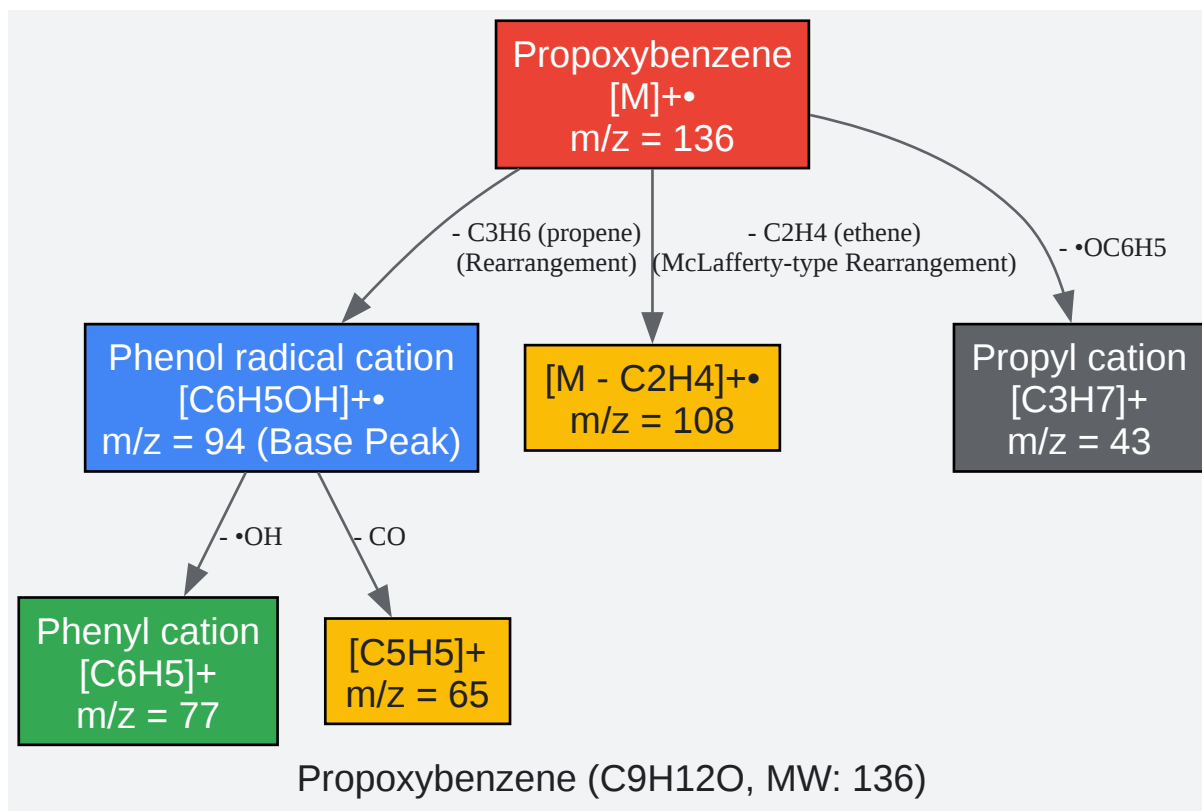 Propoxybenzene
[M]+•
m/z = 136
- C3H6 (propene)
(Rearrangement)
- C2H4 (ethene)
(McLafferty-type Rearrangement)
- •OC6H5
Phenol radical cation
[C6H5OH]+•
m/z = 94 (Base Peak)
[M - C2H4]+•
m/z = 108
Propyl cation
[C3H7]+
m/z = 43
- •OH
- CO
Phenyl cation
[C6H5]+
m/z = 77
[C5H5]+
m/z = 65
Propoxybenzene (C9H12O, MW: 136)